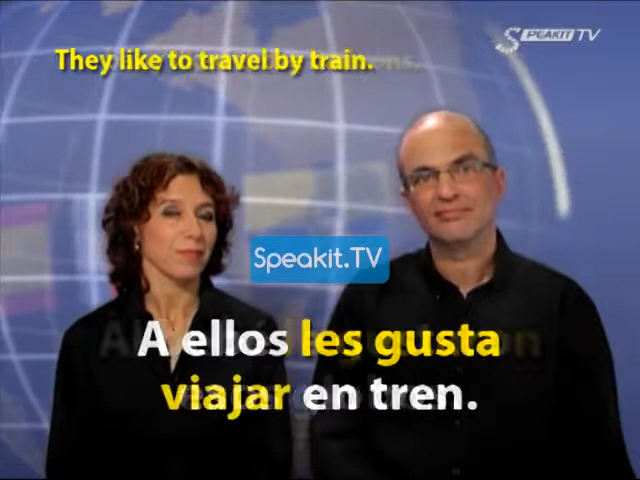 SPEAKIT TV
They like to travel by train.
Speakit.TV
A ellos les gusta
viajar en tren.